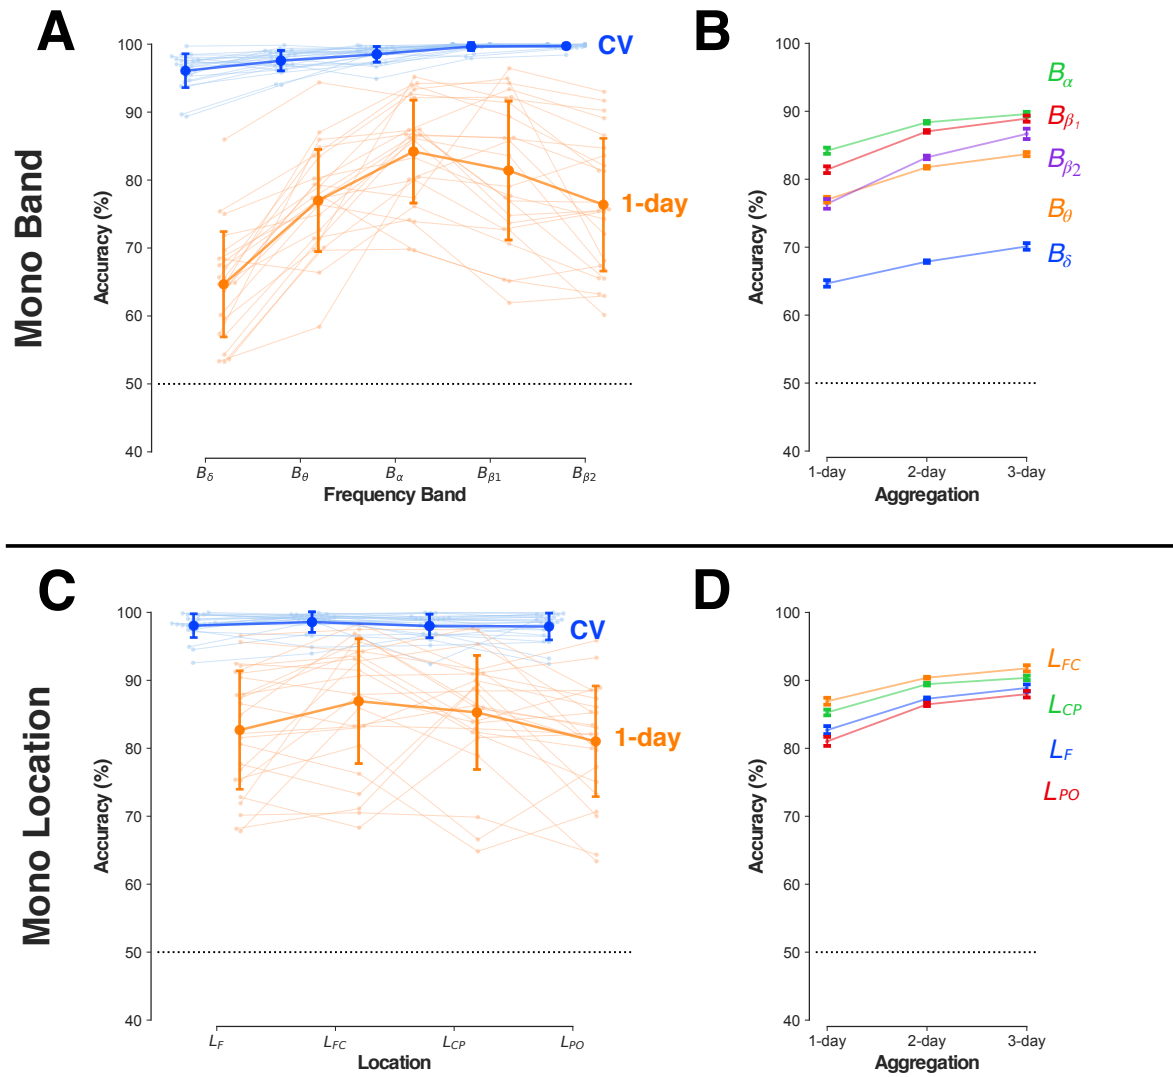 A
B
Mono Band
100
90
80
70
60
50
40
Accuracy (%)
CV
1-day
Bδ
Bθ
Bα
Bβ1
Bβ2
Frequency Band
100
90
80
70
60
50
40
Accuracy (%)
Bα
Bβ1
Bβ2
Bθ
Bδ
1-day
2-day
3-day
Aggregation
C
D
Mono Location
100
90
80
70
60
50
40
Accuracy (%)
CV
1-day
LF
LFC
LCP
LPO
Location
100
90
80
70
60
50
40
Accuracy (%)
LFC
LCP
LF
LPO
1-day
2-day
3-day
Aggregation